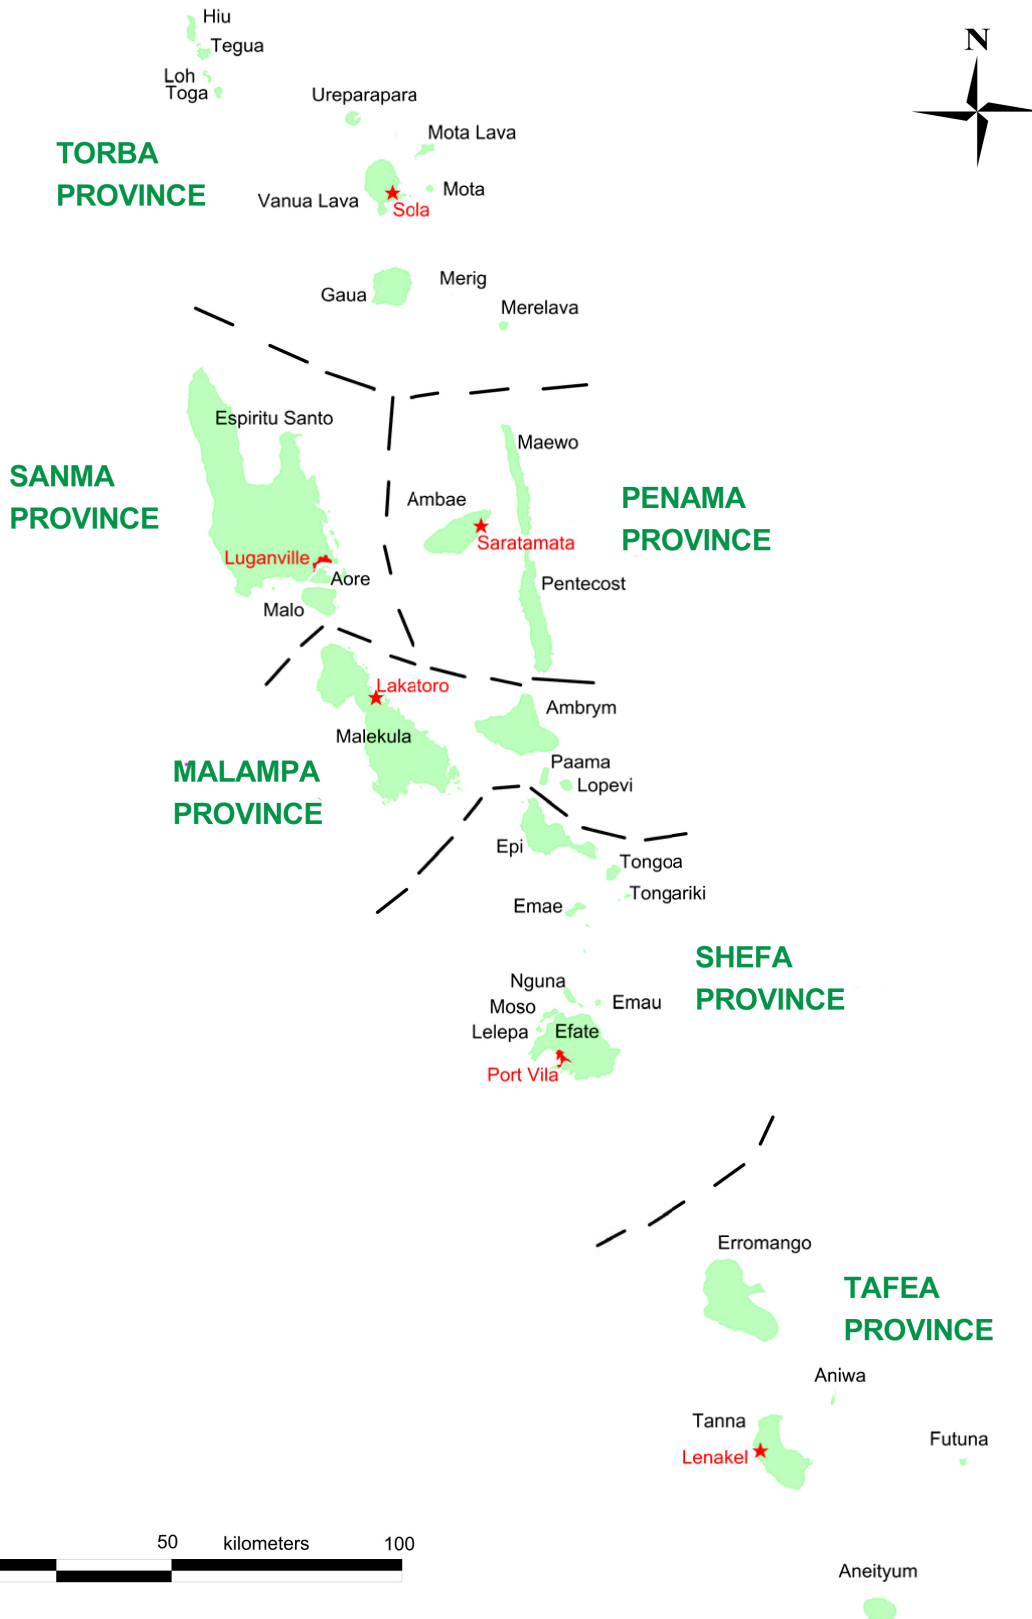 Hiu
N
Tegua
Loh
Toga
Ureparapara
Mota Lava
TORBA
PROVINCE
Mota
Vanua Lava
Sola
Merig
Gaua
Merelava
Espiritu Santo
Maewo
SANMA
PROVINCE
Ambae
PENAMA
PROVINCE
Saratamata
Luganville
Aore
Pentecost
Malo
Lakatoro
Ambrym
Malekula
Paama
MALAMPA
PROVINCE
Lopevi
Epi
Tongoa
Tongariki
Emae
SHEFA
PROVINCE
Nguna
Moso
Emau
Lelepa
Efate
Port Vila
Erromango
TAFEA
PROVINCE
Aniwa
Tanna
Futuna
Lenakel
50 kilometers 100
Aneityum